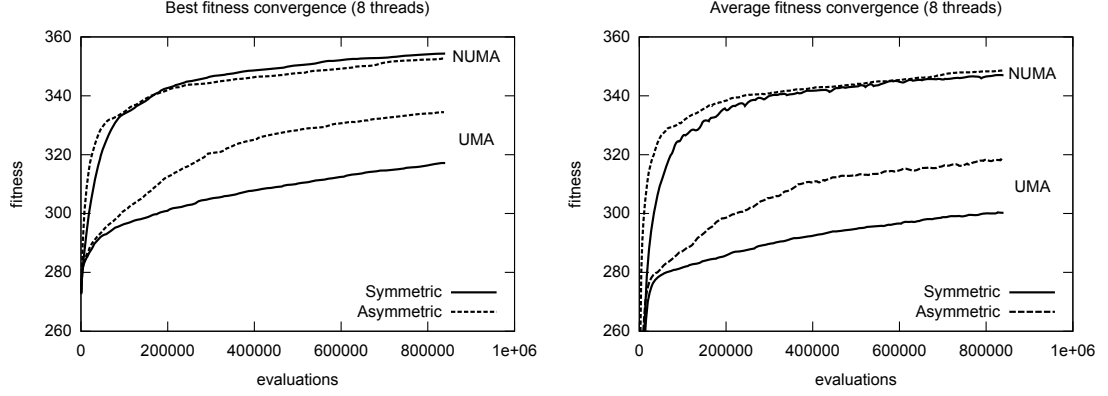 Best fitness convergence (8 threads)
360
340
320
300
280
260
fitness
NUMA
UMA
Symmetric
Asymmetric
0
200000
400000
600000
800000
1e+06
evaluations
Average fitness convergence (8 threads)
360
340
320
300
280
260
fitness
NUMA
UMA
Symmetric
Asymmetric
0
200000
400000
600000
800000
1e+06
evaluations